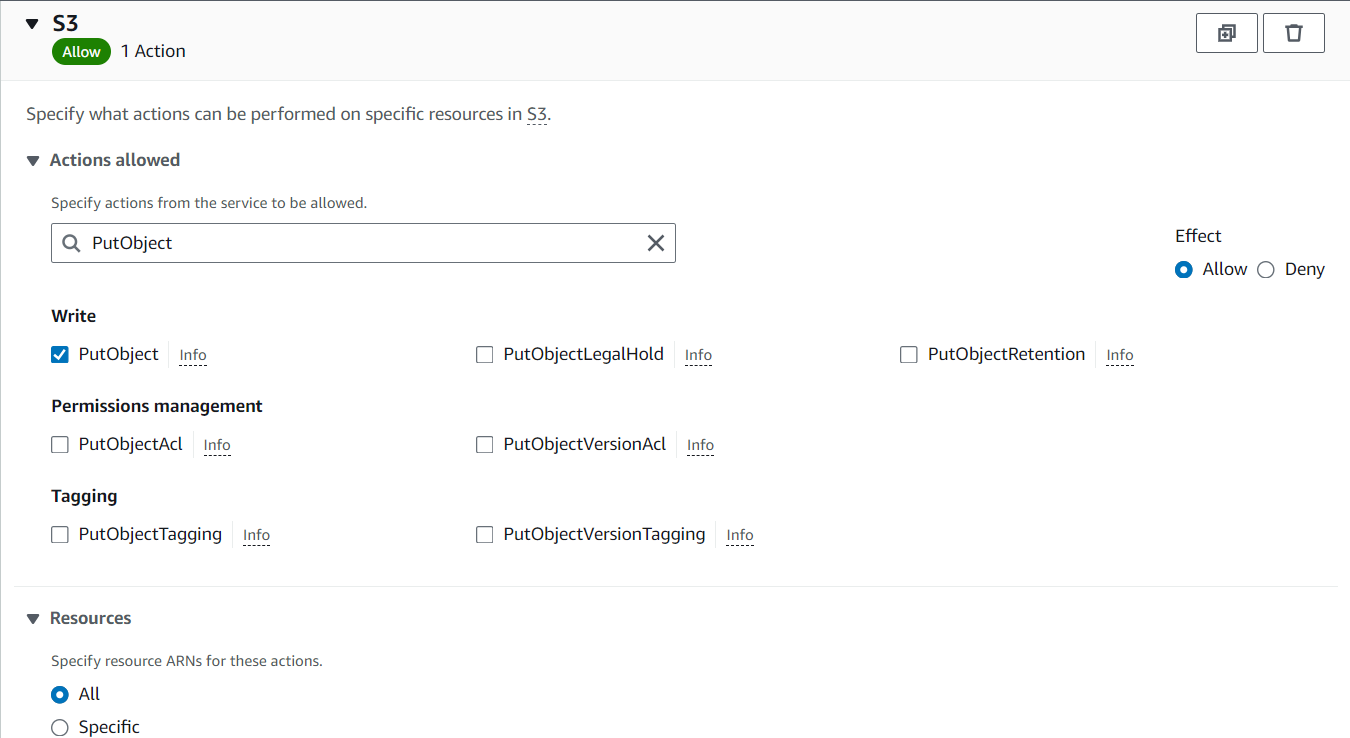 S3
Allow 1 Action
Specify what actions can be performed on specific resources in S3.
Actions allowed
Specify actions from the service to be allowed.
PutObject
Effect
Allow Deny
Write
PutObject Info PutObjectLegalHold Info PutObjectRetention Info
Permissions management
PutObjectAcl Info PutObjectVersionAcl Info
Tagging
PutObjectTagging Info PutObjectVersionTagging Info
Resources
Specify resource ARNs for these actions.
All
Specific